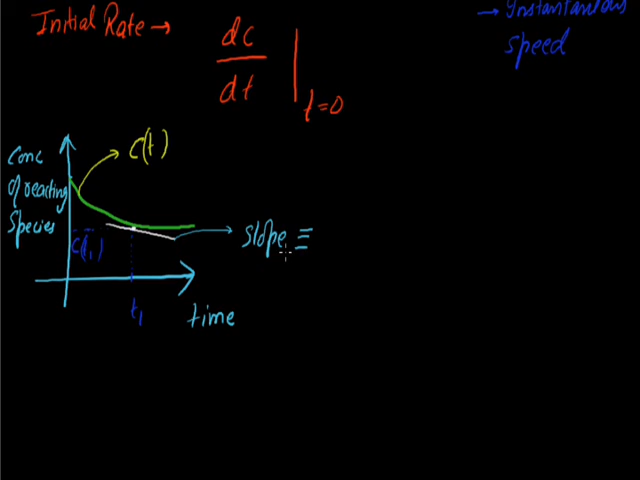 Initial Rate →
dc
dt
t=0
→ Instantaneous
speed
Conc
of reacting
Species
C(t)
C(t₁)
Slope ≡
t₁
time